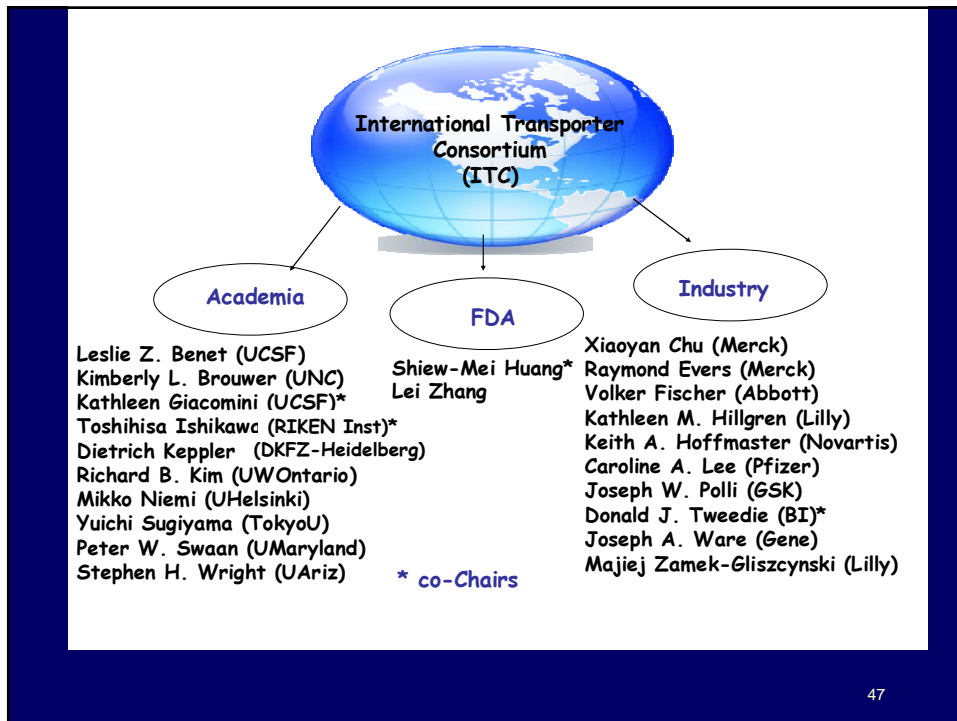 International Transporter
Consortium
(ITC)
Academia
Leslie Z. Benet (UCSF)
Kimberly L. Brouwer (UNC)
Kathleen Giacomini (UCSF)*
Toshihisa Ishikawa (RIKEN Inst)*
Dietrich Keppler (DKFZ-Heidelberg)
Richard B. Kim (UWOntario)
Mikko Niemi (UHelsinki)
Yuichi Sugiyama (TokyoU)
Peter W. Swaan (UMaryland)
Stephen H. Wright (UAriz)
FDA
Shiew-Mei Huang*
Lei Zhang
* co-Chairs
Industry
Xiaoyan Chu (Merck)
Raymond Evers (Merck)
Volker Fischer (Abbott)
Kathleen M. Hillgren (Lilly)
Keith A. Hoffmaster (Novartis)
Caroline A. Lee (Pfizer)
Joseph W. Polli (GSK)
Donald J. Tweedie (BI)*
Joseph A. Ware (Gene)
Majiej Zamek-Gliszcynski (Lilly)
47